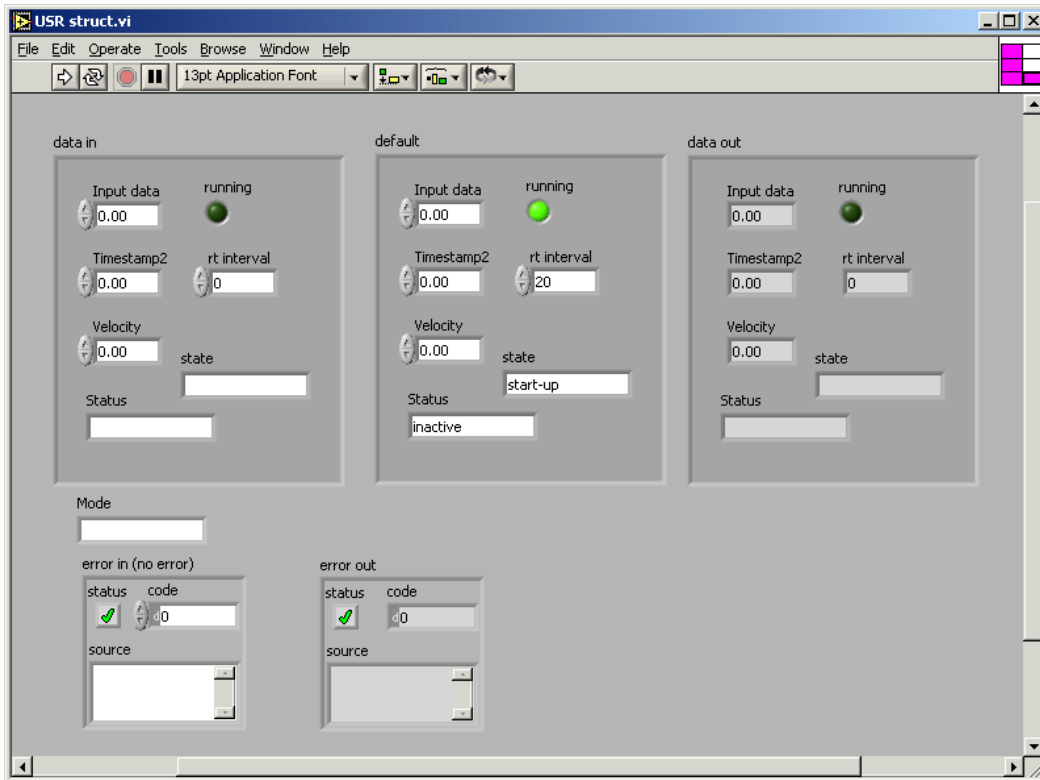 USR struct.vi
File Edit Operate Tools Browse Window Help
13pt Application Font
data in
Input data running
0.00
Timestamp2 rt interval
0.00 0
Velocity
0.00
state
Status
default
Input data running
0.00
Timestamp2 rt interval
0.00 20
Velocity
0.00
state
start-up
Status
inactive
data out
Input data running
0.00
Timestamp2 rt interval
0.00 0
Velocity
0.00
state
Status
Mode
error in (no error)
status code
d0
source
error out
status code
d0
source